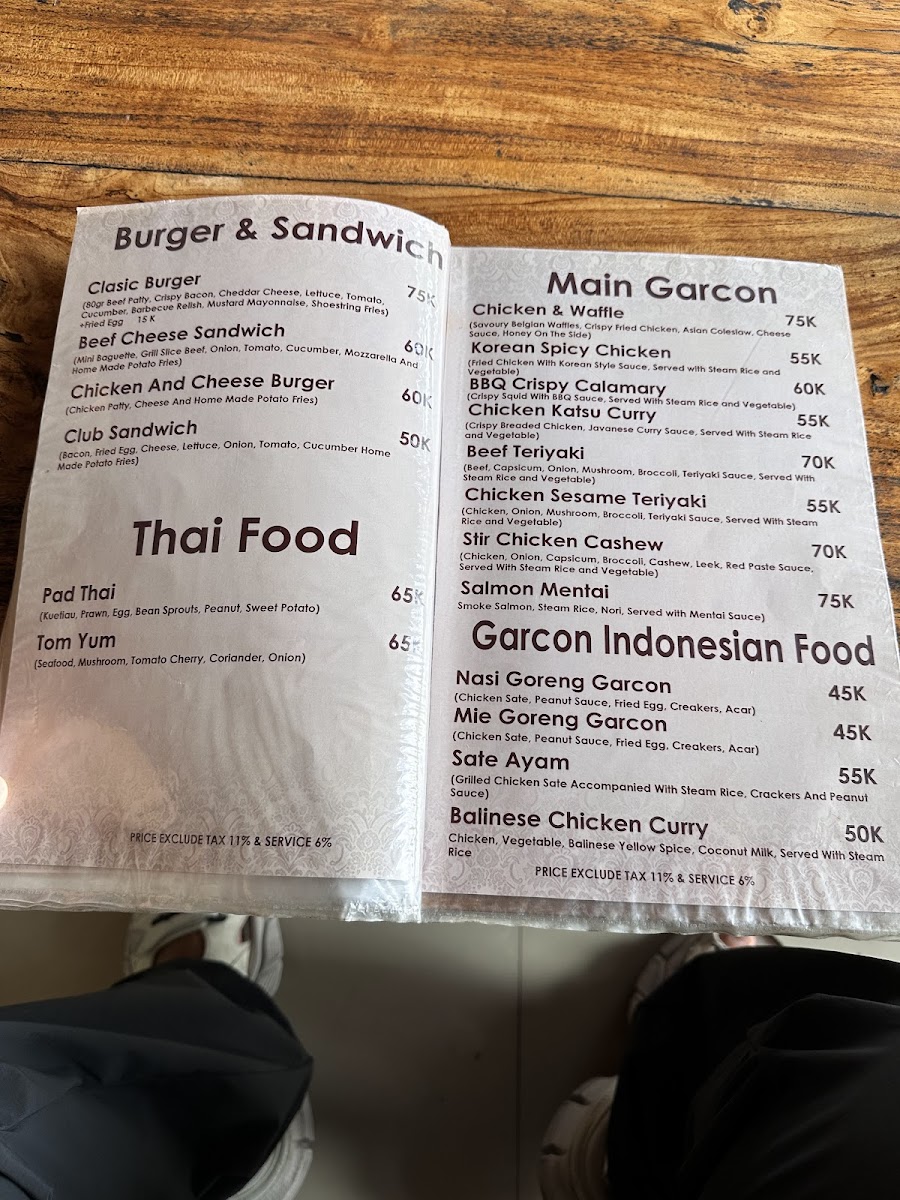 Burger & Sandwich
Clasic Burger 75K
(80gr Beef Patty, Crispy Bacon, Cheddar Cheese, Lettuce, Tomato,
Cucumber, Barbecue Relish, Mustard Mayonnaise, Shoestring Fries)
+Fried Egg 15 K
Beef Cheese Sandwich 60K
(Mini Baguette, Grill Slice Beef, Onion, Tomato, Cucumber, Mozzarella And
Home Made Potato Fries)
Chicken And Cheese Burger 60K
(Chicken Patty, Cheese And Home Made Potato Fries)
Club Sandwich 50K
(Bacon, Fried Egg, Cheese, Lettuce, Onion, Tomato, Cucumber Home
Made Potato Fries)
Thai Food
Pad Thai 65K
(Kuetiau, Prawn, Egg, Bean Sprouts, Peanut, Sweet Potato)
Tom Yum 65K
(Seafood, Mushroom, Tomato Cherry, Coriander, Onion)
PRICE EXCLUDE TAX 11% & SERVICE 6%
Main Garcon
Chicken & Waffle 75K
(Savoury Belgian Waffles, Crispy Fried Chicken, Asian Coleslaw, Cheese
Sauce, Honey On The Side)
Korean Spicy Chicken 55K
(Fried Chicken With Korean Style Sauce, Served with Steam Rice and
Vegetable)
BBQ Crispy Calamary 60K
(Crispy Squid With BBQ Sauce, Served With Steam Rice and Vegetable)
Chicken Katsu Curry 55K
(Crispy Breaded Chicken, Javanese Curry Sauce, Served With Steam Rice
and Vegetable)
Beef Teriyaki 70K
(Beef, Capsicum, Onion, Mushroom, Broccoli, Teriyaki Sauce, Served With
Steam Rice and Vegetable)
Chicken Sesame Teriyaki 55K
(Chicken, Onion, Mushroom, Broccoli, Teriyaki Sauce, Served With Steam
Rice and Vegetable)
Stir Chicken Cashew 70K
(Chicken, Onion, Capsicum, Broccoli, Cashew, Leek, Red Paste Sauce,
Served With Steam Rice and Vegetable)
Salmon Mentai 75K
Smoke Salmon, Steam Rice, Nori, Served with Mentai Sauce)
Garcon Indonesian Food
Nasi Goreng Garcon 45K
(Chicken Sate, Peanut Sauce, Fried Egg, Creakers, Acar)
Mie Goreng Garcon 45K
(Chicken Sate, Peanut Sauce, Fried Egg, Creakers, Acar)
Sate Ayam 55K
(Grilled Chicken Sate Accompanied With Steam Rice, Crackers And Peanut
Sauce)
Balinese Chicken Curry 50K
Chicken, Vegetable, Balinese Yellow Spice, Coconut Milk, Served With Steam
Rice
PRICE EXCLUDE TAX 11% & SERVICE 6%